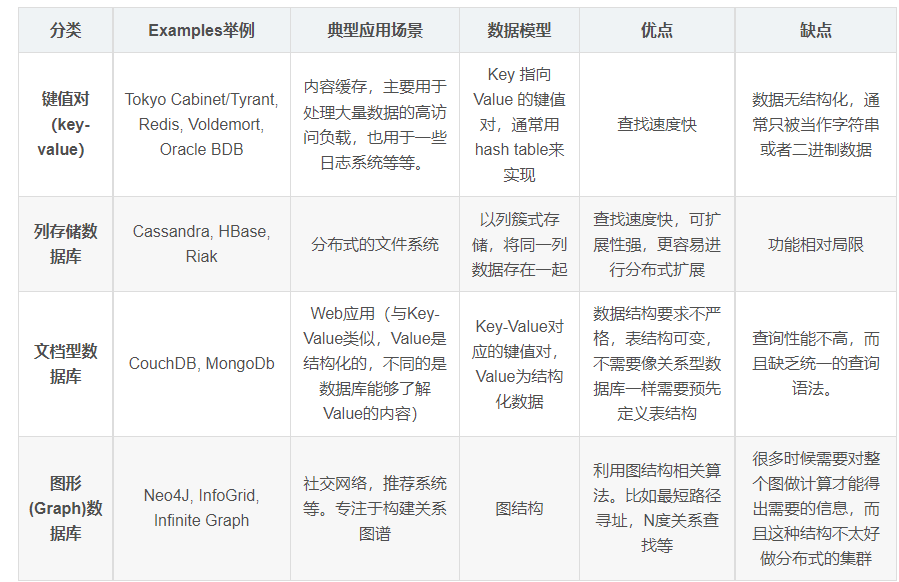 分类
Examples举例
典型应用场景
数据模型
优点
缺点
键值对
（key-
value）
Tokyo Cabinet/Tyrant,
Redis, Voldemort,
Oracle BDB
内容缓存，主要用于
处理大量数据的高访
问负载，也用于一些
日志系统等等。
Key 指向
Value 的键值
对，通常用
hash table来
实现
查找速度快
数据无结构化，通
常只被当作字符串
或者二进制数据
列存储数
据库
Cassandra, HBase,
Riak
分布式的文件系统
以列簇式存
储，将同一列
数据存在一起
查找速度快，可扩
展性强，更容易进
行分布式扩展
功能相对局限
文档型数
据库
CouchDB, MongoDb
Web应用（与Key-
Value类似，Value是
结构化的，不同的是
数据库能够了解
Value的内容）
Key-Value对
应的键值对，
Value为结构
化数据
数据结构要求不严
格，表结构可变，
不需要像关系型数
据库一样需要预先
定义表结构
查询性能不高，而
且缺乏统一的查询
语法。
图形
(Graph)数
据库
Neo4J, InfoGrid,
Infinite Graph
社交网络，推荐系统
等。专注于构建关系
图谱
图结构
利用图结构相关算
法。比如最短路径
寻址，N度关系查
找等
很多时候需要对整
个图做计算才能得
出需要的信息，而
且这种结构不太好
做分布式的集群